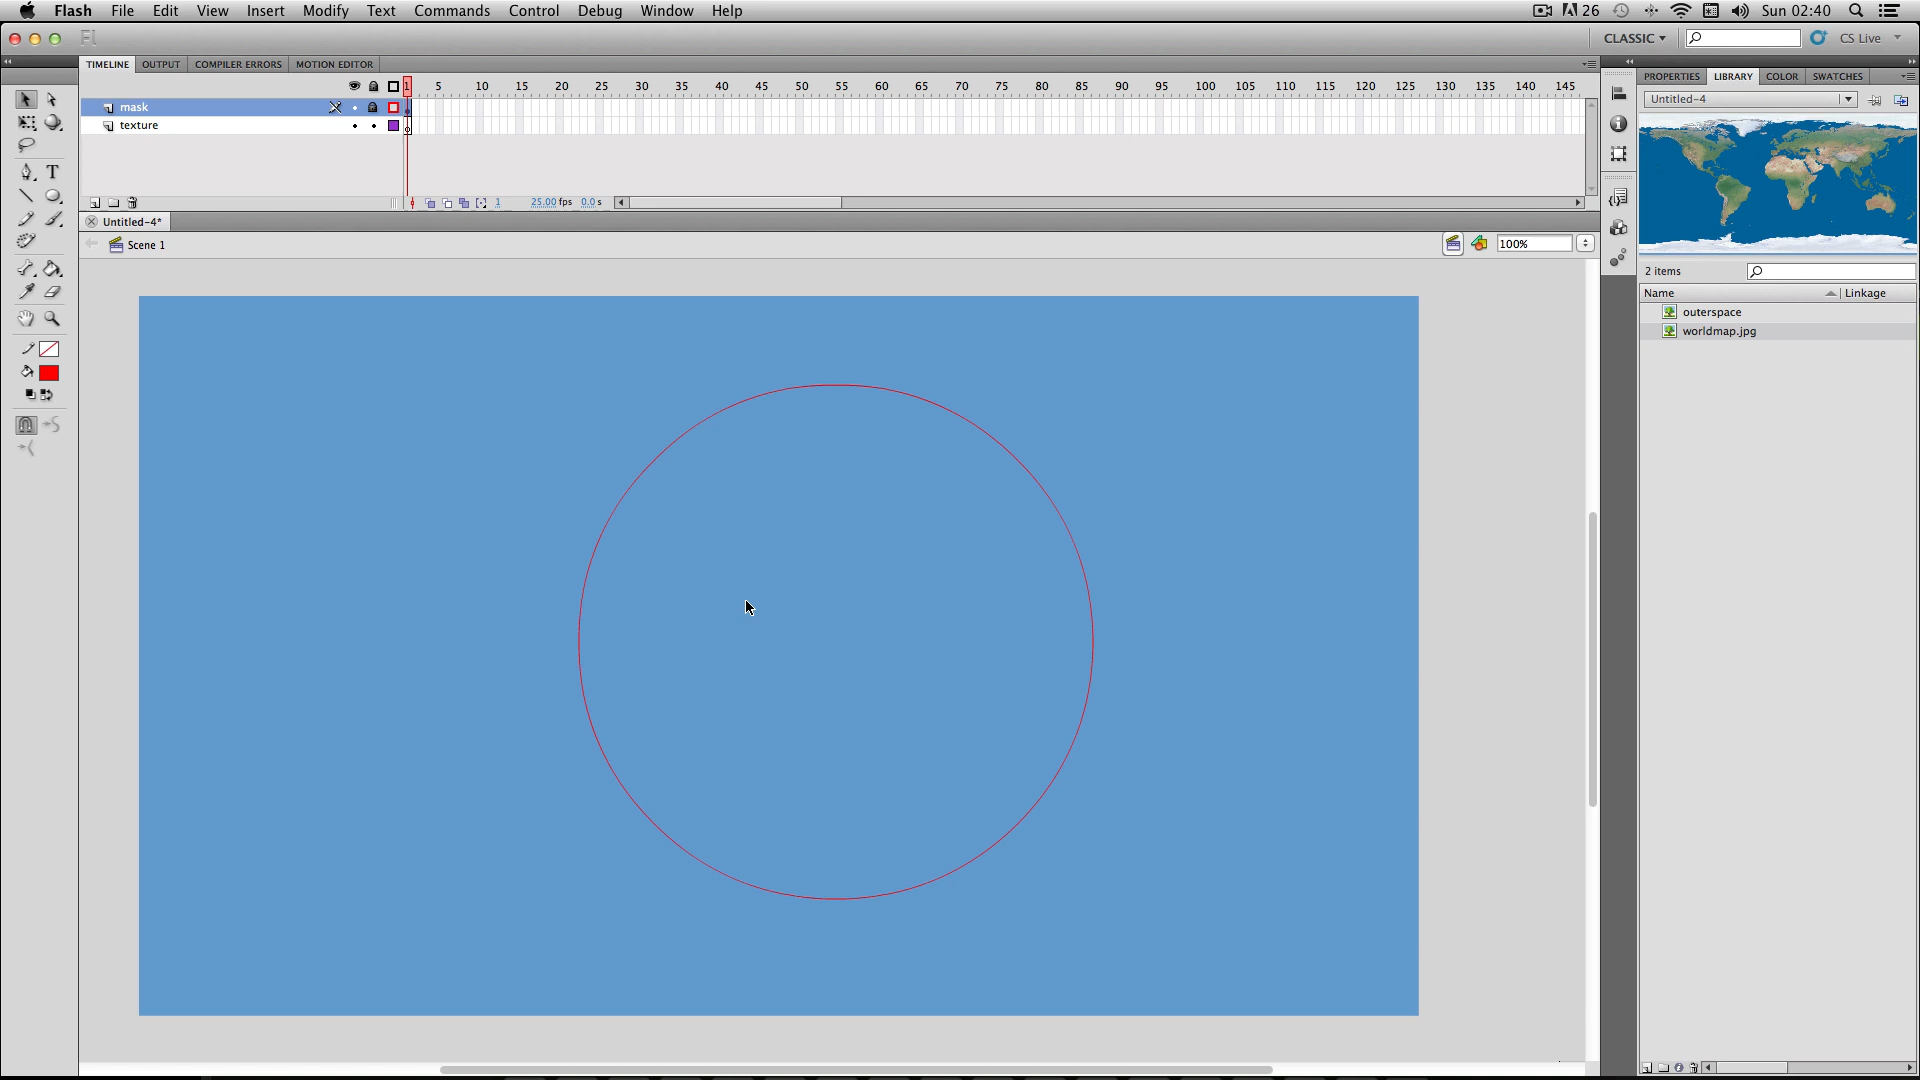 Flash File Edit View Insert Modify Text Commands Control Debug Window Help 26 Sun 02:40
Fl CLASSIC CS Live
TIMELINE OUTPUT COMPILER ERRORS MOTION EDITOR PROPERTIES LIBRARY COLOR SWATCHES
1 5 10 15 20 25 30 35 40 45 50 55 60 65 70 75 80 85 90 95 100 105 110 115 120 125 130 135 140 145
Untitled-4
mask
texture
1 25.00 fps 0.0 s
Untitled-4*
Scene 1 100%
2 items
Name Linkage
outerspace
worldmap.jpg
T